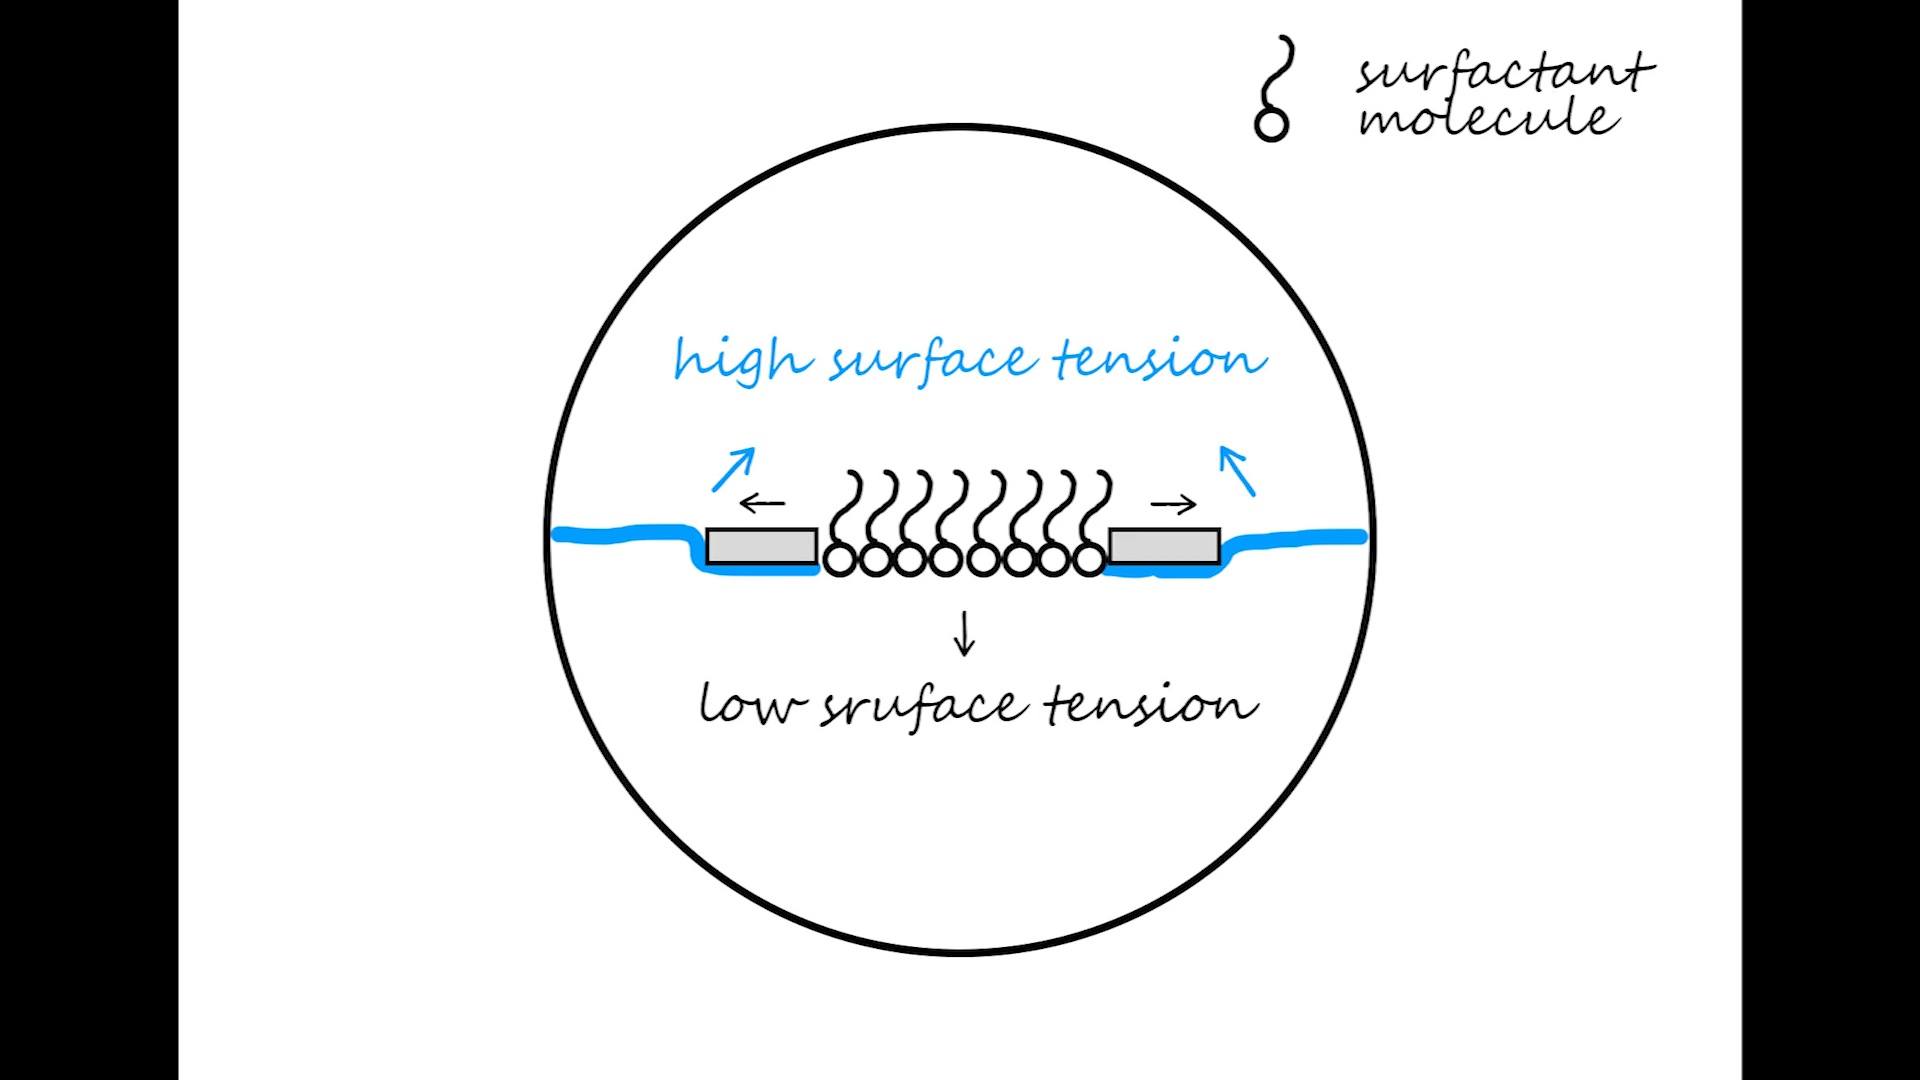 surfactant
molecule
high surface tension
low sruface tension